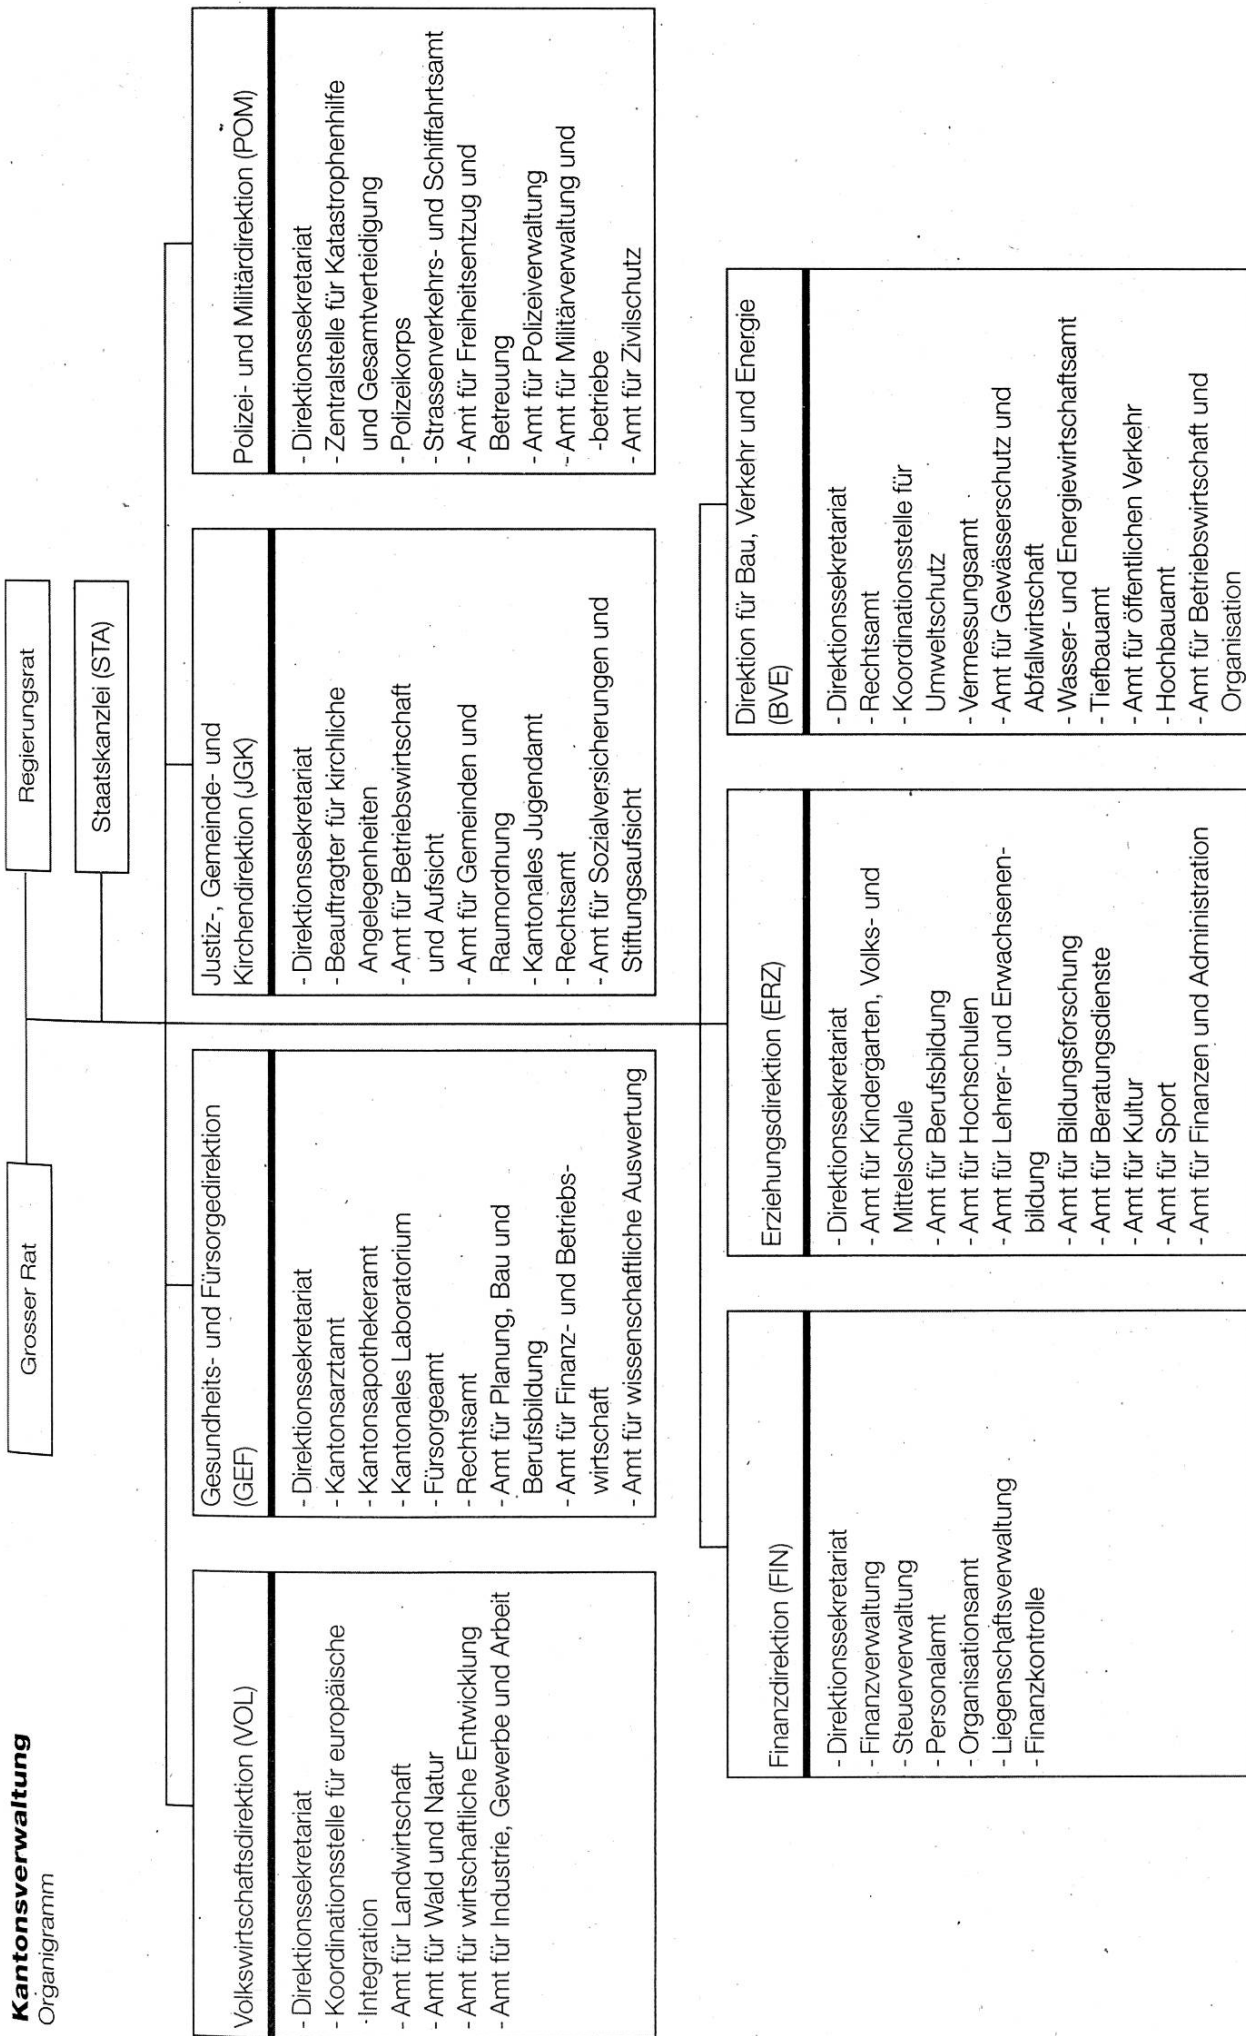 Kantonsverwaltung
Organigramm
Grosser Rat
Regierungsrat
Staatskanzlei (STA)
Volkswirtschaftsdirektion (VOL)
- Direktionssekretariat
- Koordinationsstelle für europäische
Integration
- Amt für Landwirtschaft
- Amt für Wald und Natur
- Amt für wirtschaftliche Entwicklung
- Amt für Industrie, Gewerbe und Arbeit
Gesundheits- und Fürsorgedirektion
(GEF)
- Direktionssekretariat
- Kantonsarztamt
- Kantonsapothekeramt
- Kantonales Laboratorium
- Fürsorgeamt
- Rechtsamt
- Amt für Planung, Bau und
Berufsbildung
- Amt für Finanz- und Betriebs-
wirtschaft
- Amt für wissenschaftliche Auswertung
Justiz-, Gemeinde- und
Kirchendirektion (JGK)
- Direktionssekretariat
- Beauftragter für kirchliche
Angelegenheiten
- Amt für Betriebswirtschaft
und Aufsicht
- Amt für Gemeinden und
Raumordnung
- Kantonales Jugendamt
- Rechtsamt
- Amt für Sozialversicherungen und
Stiftungsaufsicht
Polizei- und Militärdirektion (POM)
- Direktionssekretariat
- Zentralstelle für Katastrophenhilfe
und Gesamtverteidigung
- Polizeikorps
- Strassenverkehrs- und Schiffahrtsamt
- Amt für Freiheitsentzug und
Betreuung
- Amt für Polizeiverwaltung
- Amt für Militärverwaltung und
-betriebe
- Amt für Zivilschutz
Finanzdirektion (FIN)
- Direktionssekretariat
- Finanzverwaltung
- Steuerverwaltung
- Personalamt
- Organisationsamt
- Liegenschaftsverwaltung
- Finanzkontrolle
Erziehungsdirektion (ERZ)
- Direktionssekretariat
- Amt für Kindergarten, Volks- und
Mittelschule
- Amt für Berufsbildung
- Amt für Hochschulen
- Amt für Lehrer- und Erwachsenen-
bildung
- Amt für Bildungsforschung
- Amt für Beratungsdienste
- Amt für Kultur
- Amt für Sport
- Amt für Finanzen und Administration
Direktion für Bau, Verkehr und Energie
(BVE)
- Direktionssekretariat
- Rechtsamt
- Koordinationsstelle für
Umweltschutz
- Vermessungsamt
- Amt für Gewässerschutz und
Abfallwirtschaft
- Wasser- und Energiewirtschaftsamt
- Tiefbauamt
- Amt für öffentlichen Verkehr
- Hochbauamt
- Amt für Betriebswirtschaft und
Organisation